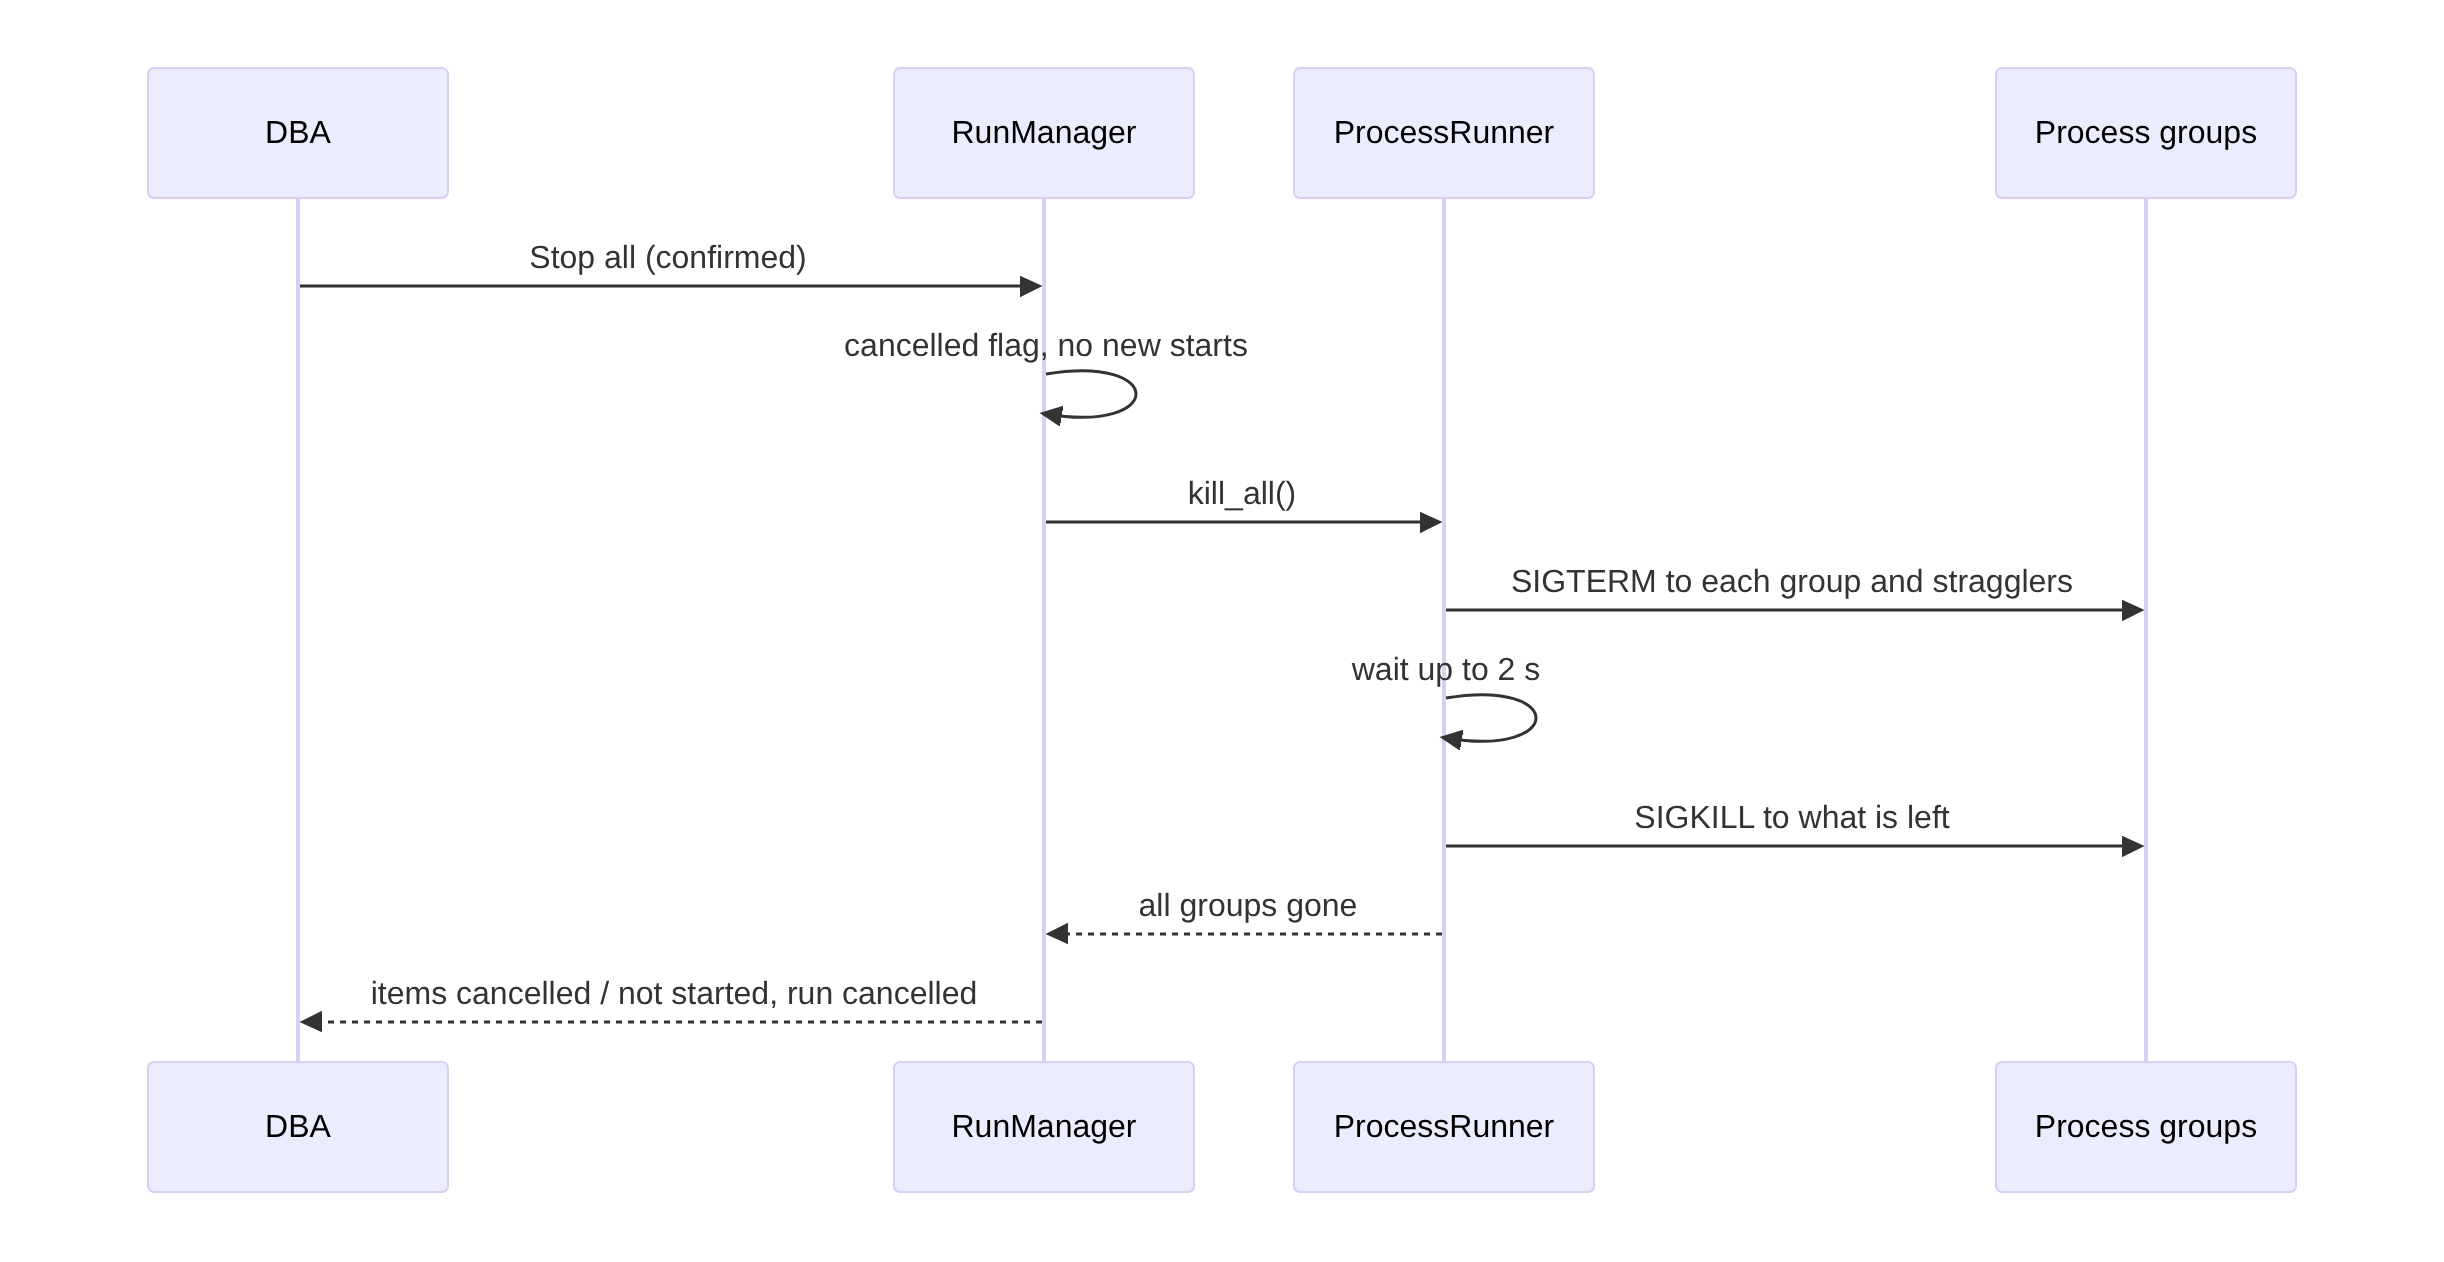 DBA
RunManager
ProcessRunner
Process groups
Stop all (confirmed)
cancelled flag, no new starts
kill_all()
SIGTERM to each group and stragglers
wait up to 2 s
SIGKILL to what is left
all groups gone
items cancelled / not started, run cancelled
DBA
RunManager
ProcessRunner
Process groups